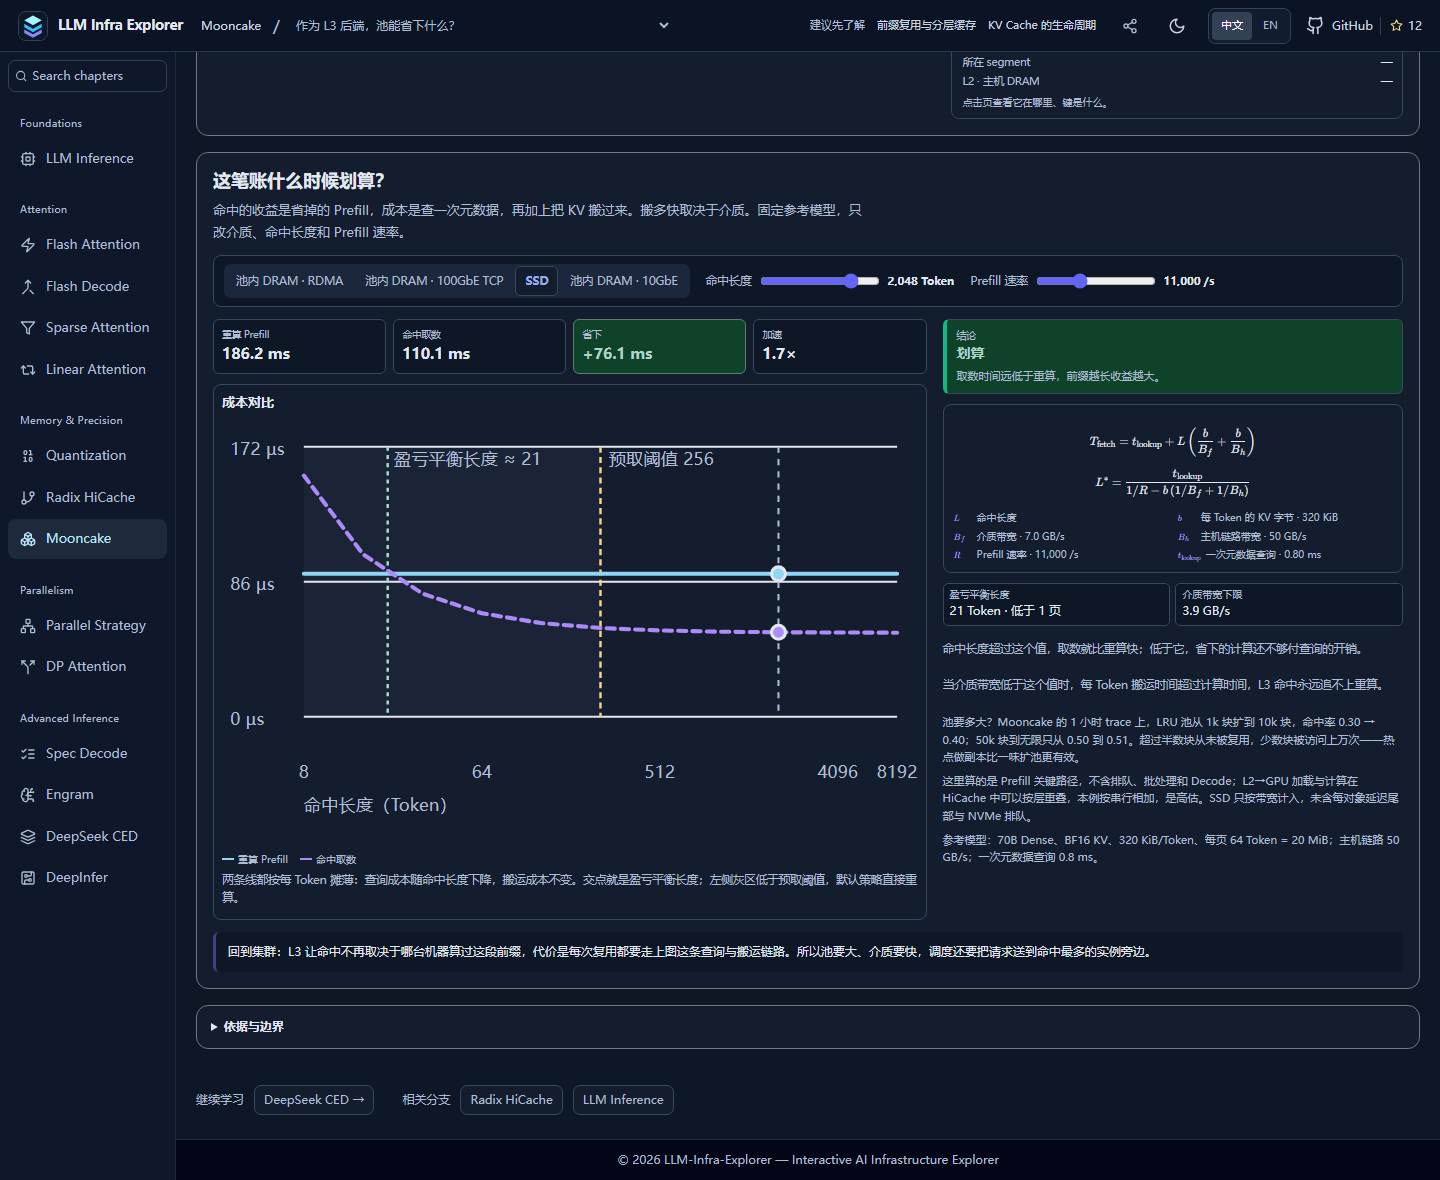 LLM Infra Explorer
Mooncake / 作为 L3 后端，池能省下什么？
建议先了解 前缀复用与分层缓存 KV Cache 的生命周期
中文 EN GitHub 12
Search chapters
Foundations
LLM Inference
Attention
Flash Attention
Flash Decode
Sparse Attention
Linear Attention
Memory & Precision
Quantization
Radix HiCache
Mooncake
Parallelism
Parallel Strategy
DP Attention
Advanced Inference
Spec Decode
Engram
DeepSeek CED
DeepInfer
所在 segment —
L2 · 主机 DRAM —
点击页查看它在哪里、键是什么。
这笔账什么时候划算？
命中的收益是省掉的 Prefill，成本是查一次元数据，再加上把 KV 搬过来。搬多快取决于介质。固定参考模型，只
改介质、命中长度和 Prefill 速率。
池内 DRAM · RDMA 池内 DRAM · 100GbE TCP SSD 池内 DRAM · 10GbE 命中长度 2,048 Token Prefill 速率 11,000 /s
重算 Prefill
186.2 ms
命中取数
110.1 ms
省下
+76.1 ms
加速
1.7×
结论
划算
取数时间远低于重算，前缀越长收益越大。
成本对比
172 μs
盈亏平衡长度 ≈ 21
预取阈值 256
86 μs
0 μs
8 64 512 4096 8192
命中长度（Token）
重算 Prefill 命中取数
两条线都按每 Token 摊薄：查询成本随命中长度下降，搬运成本不变。交点就是盈亏平衡长度；左侧灰区低于预取阈值，默认策略直接重
算。
T_fetch = t_lookup + L (b/B_f + b/B_h)
L* = t_lookup / (1/R − b (1/B_f + 1/B_h))
L 命中长度
b 每 Token 的 KV 字节 · 320 KiB
B_f 介质带宽 · 7.0 GB/s
B_h 主机链路带宽 · 50 GB/s
R Prefill 速率 · 11,000 /s
t_lookup 一次元数据查询 · 0.80 ms
盈亏平衡长度
21 Token · 低于 1 页
介质带宽下限
3.9 GB/s
命中长度超过这个值，取数就比重算快；低于它，省下的计算还不够付查询的开销。
当介质带宽低于这个值时，每 Token 搬运时间超过计算时间，L3 命中永远追不上重算。
池要多大？Mooncake 的 1 小时 trace 上，LRU 池从 1k 块扩到 10k 块，命中率 0.30 →
0.40；50k 块到无限只从 0.50 到 0.51。超过半数块从未被复用，少数块被访问上万次——热
点做副本比一味扩池更有效。
这里算的是 Prefill 关键路径，不含排队、批处理和 Decode；L2→GPU 加载与计算在
HiCache 中可以按层重叠，本例按串行相加，是高估。SSD 只按带宽计入，未含每对象延迟尾
部与 NVMe 排队。
参考模型：70B Dense、BF16 KV、320 KiB/Token、每页 64 Token = 20 MiB；主机链路 50
GB/s；一次元数据查询 0.8 ms。
回到集群：L3 让命中不再取决于哪台机器算过这段前缀，代价是每次复用都要走上图这条查询与搬运链路。所以池要大、介质要快，调度还要把请求送到命中最多的实例旁边。
依据与边界
继续学习 DeepSeek CED → 相关分支 Radix HiCache LLM Inference
© 2026 LLM-Infra-Explorer — Interactive AI Infrastructure Explorer